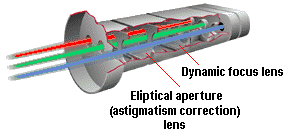 Dynamic focus lens
Eliptical aperture
(astigmatism correction)
lens